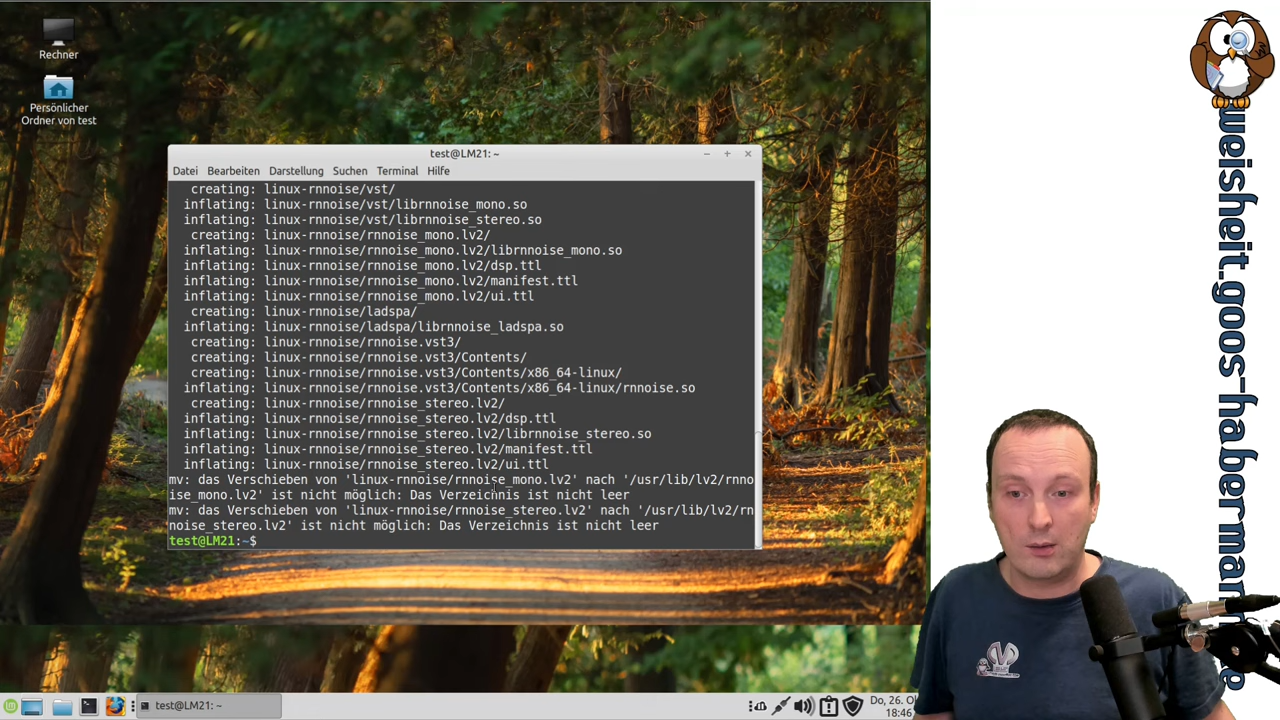 Rechner
Persönlicher
Ordner von test
test@LM21: ~
Datei Bearbeiten Darstellung Suchen Terminal Hilfe
creating: linux-rnnoise/vst/
inflating: linux-rnnoise/vst/librnnoise_mono.so
inflating: linux-rnnoise/vst/librnnoise_stereo.so
creating: linux-rnnoise/rnnoise_mono.lv2/
inflating: linux-rnnoise/rnnoise_mono.lv2/librnnoise_mono.so
inflating: linux-rnnoise/rnnoise_mono.lv2/dsp.ttl
inflating: linux-rnnoise/rnnoise_mono.lv2/manifest.ttl
inflating: linux-rnnoise/rnnoise_mono.lv2/ui.ttl
creating: linux-rnnoise/ladspa/
inflating: linux-rnnoise/ladspa/librnnoise_ladspa.so
creating: linux-rnnoise/rnnoise.vst3/
creating: linux-rnnoise/rnnoise.vst3/Contents/
creating: linux-rnnoise/rnnoise.vst3/Contents/x86_64-linux/
inflating: linux-rnnoise/rnnoise.vst3/Contents/x86_64-linux/rnnoise.so
creating: linux-rnnoise/rnnoise_stereo.lv2/
inflating: linux-rnnoise/rnnoise_stereo.lv2/dsp.ttl
inflating: linux-rnnoise/rnnoise_stereo.lv2/librnnoise_stereo.so
inflating: linux-rnnoise/rnnoise_stereo.lv2/manifest.ttl
inflating: linux-rnnoise/rnnoise_stereo.lv2/ui.ttl
mv: das Verschieben von 'linux-rnnoise/rnnoise_mono.lv2' nach '/usr/lib/lv2/rnno
ise_mono.lv2' ist nicht möglich: Das Verzeichnis ist nicht leer
mv: das Verschieben von 'linux-rnnoise/rnnoise_stereo.lv2' nach '/usr/lib/lv2/rn
noise_stereo.lv2' ist nicht möglich: Das Verzeichnis ist nicht leer
test@LM21:~$
test@LM21: ~
Do, 26. O
18:46
weisheit.goos-habermann.de